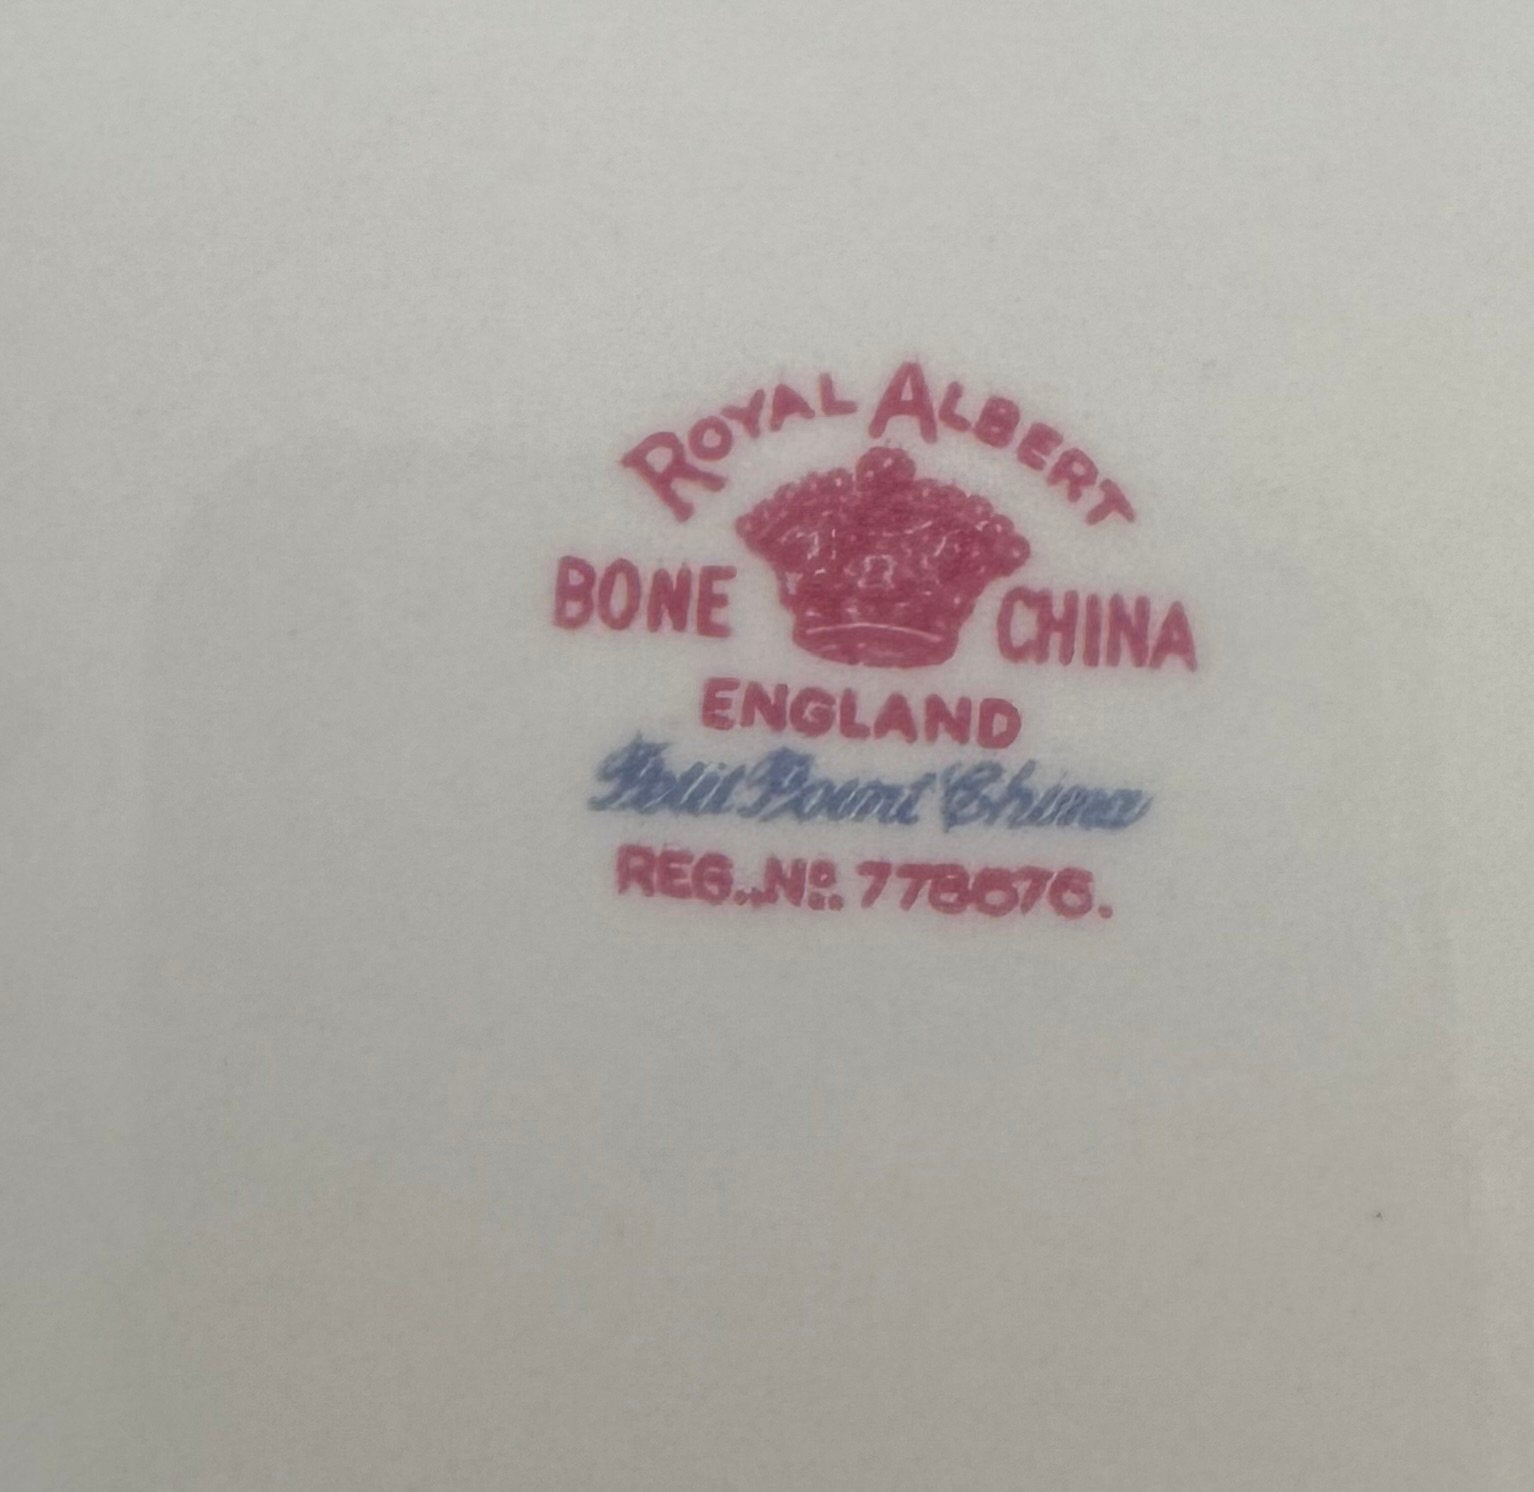 ROYAL ALBERT
BONE CHINA
ENGLAND
Petit Point China
REG. No. 778676.